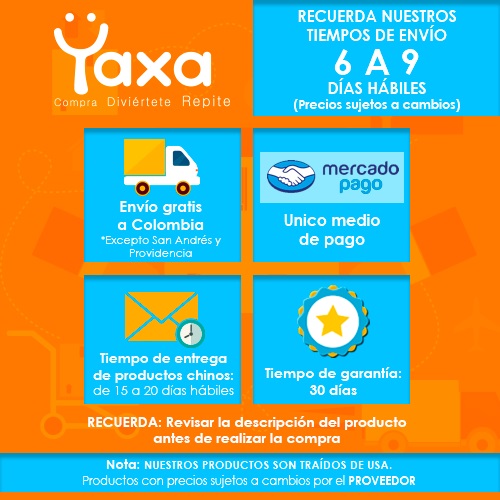 Yaxa
Compra Diviértete Repite
RECUERDA NUESTROS
TIEMPOS DE ENVÍO
6 A 9
DÍAS HÁBILES
(Precios sujetos a cambios)
Envío gratis
a Colombia
*Excepto San Andrés y
Providencia
mercado
pago
Unico medio
de pago
Tiempo de entrega
de productos chinos:
de 15 a 20 días hábiles
Tiempo de garantía:
30 días
RECUERDA: Revisar la descripción del producto
antes de realizar la compra
Nota: NUESTROS PRODUCTOS SON TRAÍDOS DE USA.
Productos con precios sujetos a cambios por el PROVEEDOR